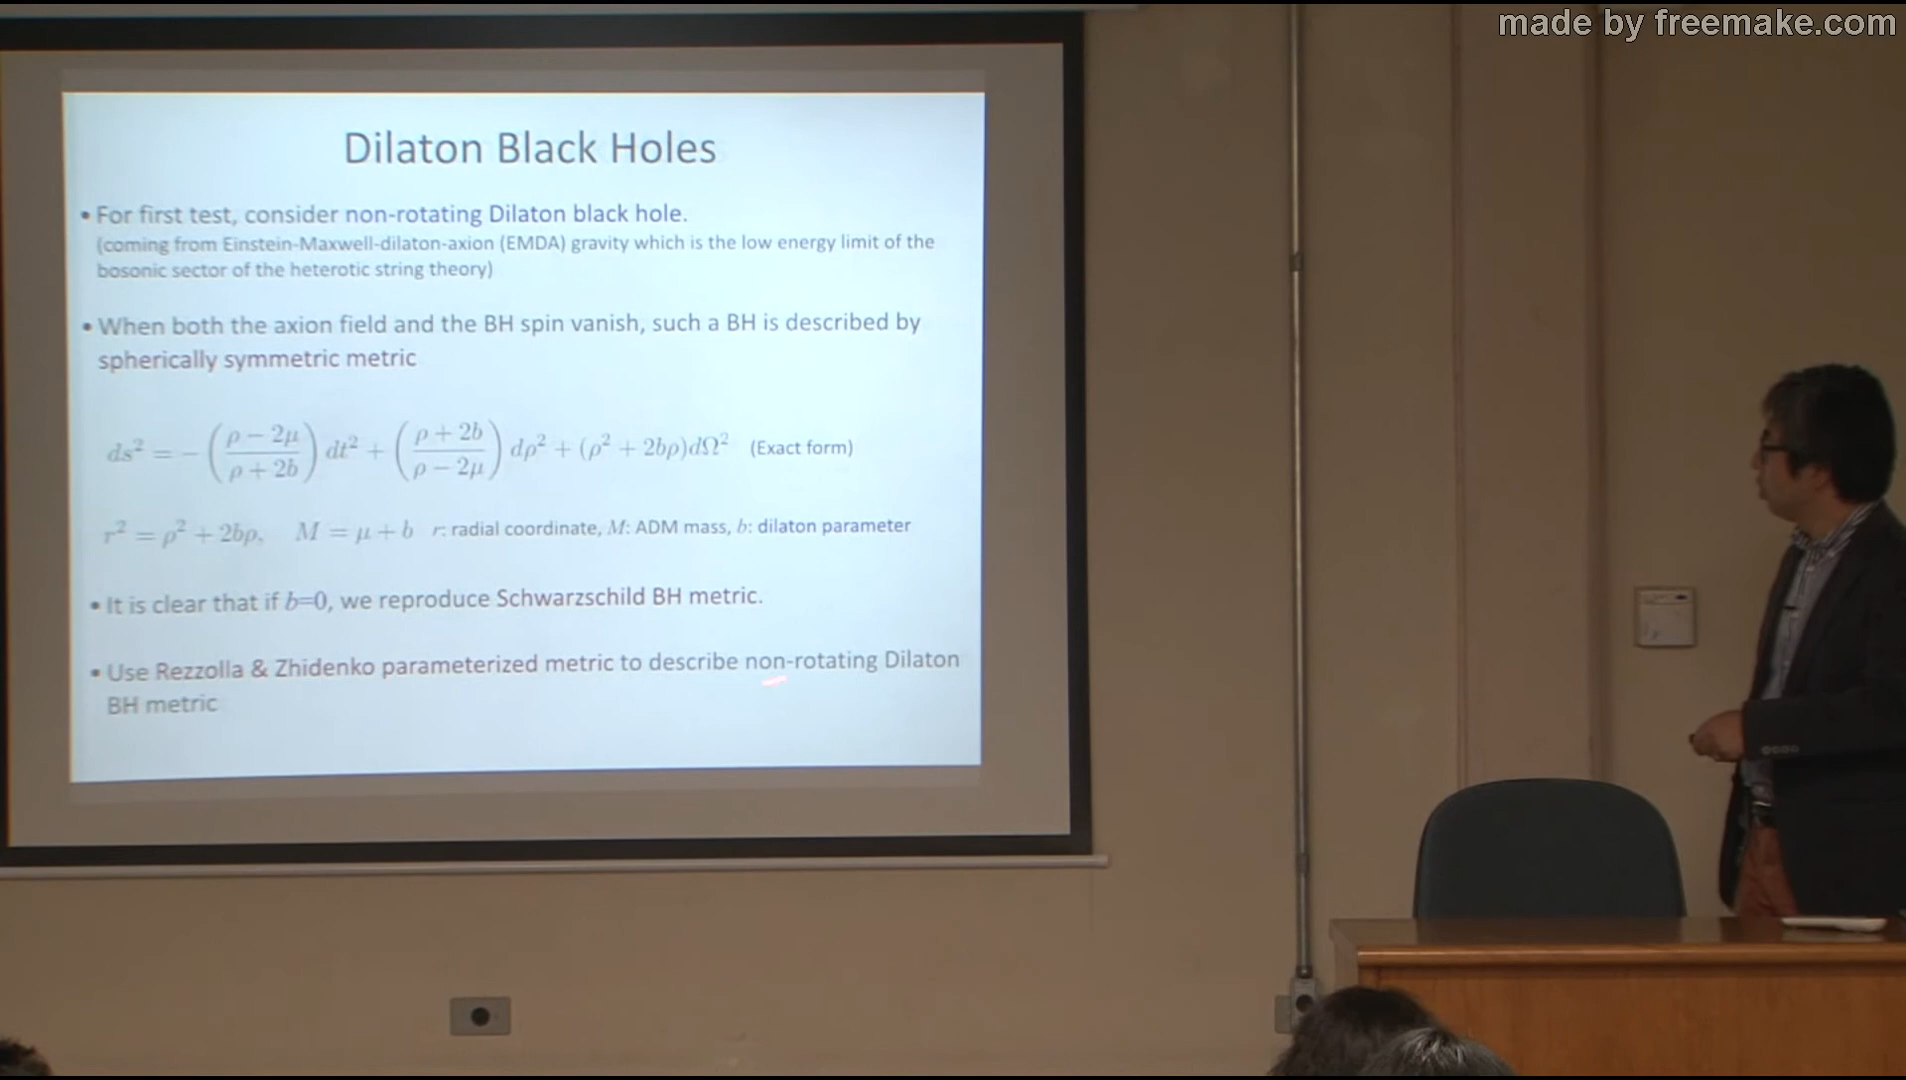 made by freemake.com
Dilaton Black Holes
• For first test, consider non-rotating Dilaton black hole.
(coming from Einstein-Maxwell-dilaton-axion (EMDA) gravity which is the low energy limit of the
bosonic sector of the heterotic string theory)
• When both the axion field and the BH spin vanish, such a BH is described by
spherically symmetric metric
ds² = −(ρ − 2μ / ρ + 2b) dt² + (ρ + 2b / ρ − 2μ) dρ² + (ρ² + 2bρ)dΩ² (Exact form)
r² = ρ² + 2bρ, M = μ + b r: radial coordinate, M: ADM mass, b: dilaton parameter
• It is clear that if b=0, we reproduce Schwarzschild BH metric.
• Use Rezzolla & Zhidenko parameterized metric to describe non-rotating Dilaton
BH metric